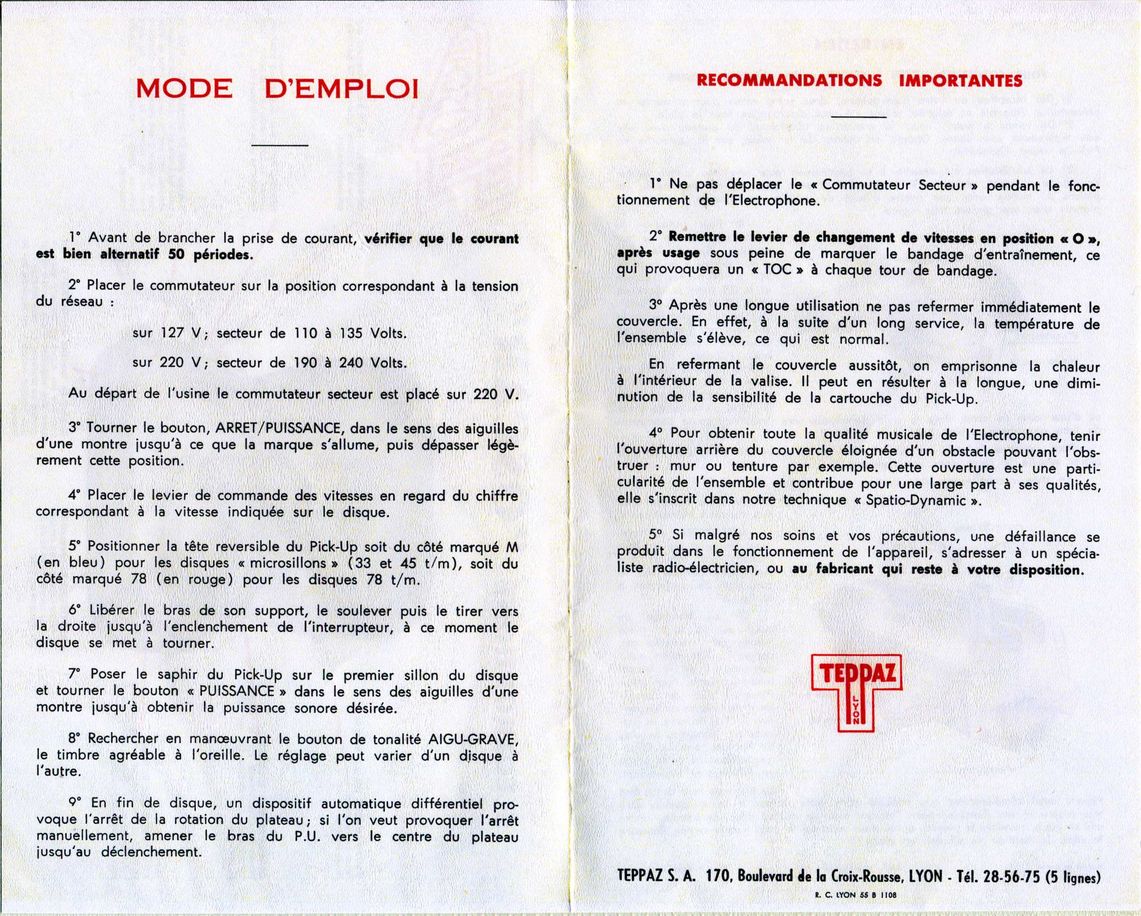 MODE D'EMPLOI
1° Avant de brancher la prise de courant, vérifier que le courant
est bien alternatif 50 périodes.
2° Placer le commutateur sur la position correspondant à la tension
du réseau :
sur 127 V ; secteur de 110 à 135 Volts.
sur 220 V ; secteur de 190 à 240 Volts.
Au départ de l'usine le commutateur secteur est placé sur 220 V.
3° Tourner le bouton, ARRET/PUISSANCE, dans le sens des aiguilles
d'une montre jusqu'à ce que la marque s'allume, puis dépasser légè-
rement cette position.
4° Placer le levier de commande des vitesses en regard du chiffre
correspondant à la vitesse indiquée sur le disque.
5° Positionner la tête reversible du Pick-Up soit du côté marqué M
(en bleu) pour les disques « microsillons » (33 et 45 t/m), soit du
côté marqué 78 (en rouge) pour les disques 78 t/m.
6° Libérer le bras de son support, le soulever puis le tirer vers
la droite jusqu'à l'enclenchement de l'interrupteur, à ce moment le
disque se met à tourner.
7° Poser le saphir du Pick-Up sur le premier sillon du disque
et tourner le bouton « PUISSANCE » dans le sens des aiguilles d'une
montre jusqu'à obtenir la puissance sonore désirée.
8° Rechercher en manœuvrant le bouton de tonalité AIGU-GRAVE,
le timbre agréable à l'oreille. Le réglage peut varier d'un disque à
l'autre.
9° En fin de disque, un dispositif automatique différentiel pro-
voque l'arrêt de la rotation du plateau ; si l'on veut provoquer l'arrêt
manuellement, amener le bras du P.U. vers le centre du plateau
jusqu'au déclenchement.
RECOMMANDATIONS IMPORTANTES
1° Ne pas déplacer le « Commutateur Secteur » pendant le fonc-
tionnement de l'Electrophone.
2° Remettre le levier de changement de vitesses en position « O »,
après usage sous peine de marquer le bandage d'entraînement, ce
qui provoquera un « TOC » à chaque tour de bandage.
3° Après une longue utilisation ne pas refermer immédiatement le
couvercle. En effet, à la suite d'un long service, la température de
l'ensemble s'élève, ce qui est normal.
En refermant le couvercle aussitôt, on emprisonne la chaleur
à l'intérieur de la valise. Il peut en résulter à la longue, une dimi-
nution de la sensibilité de la cartouche du Pick-Up.
4° Pour obtenir toute la qualité musicale de l'Electrophone, tenir
l'ouverture arrière du couvercle éloignée d'un obstacle pouvant l'obs-
truer : mur ou tenture par exemple. Cette ouverture est une parti-
cularité de l'ensemble et contribue pour une large part à ses qualités,
elle s'inscrit dans notre technique « Spatio-Dynamic ».
5° Si malgré nos soins et vos précautions, une défaillance se
produit dans le fonctionnement de l'appareil, s'adresser à un spécia-
liste radio-électricien, ou au fabricant qui reste à votre disposition.
TEPPAZ
LYON
TEPPAZ S. A. 170, Boulevard de la Croix-Rousse, LYON - Tél. 28-56-75 (5 lignes)
R. C. LYON 55 B 1108